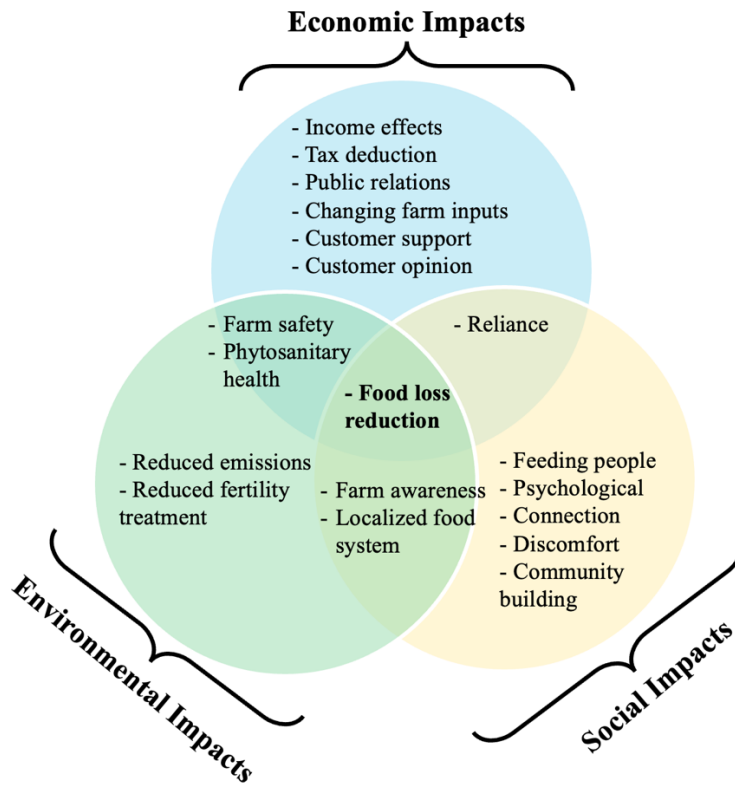 Economic Impacts
- Income effects
- Tax deduction
- Public relations
- Changing farm inputs
- Customer support
- Customer opinion
- Farm safety
- Phytosanitary
health
- Reliance
- Food loss
reduction
- Reduced emissions
- Reduced fertility
treatment
- Farm awareness
- Localized food
system
- Feeding people
- Psychological
- Connection
- Discomfort
- Community
building
Environmental Impacts
Social Impacts